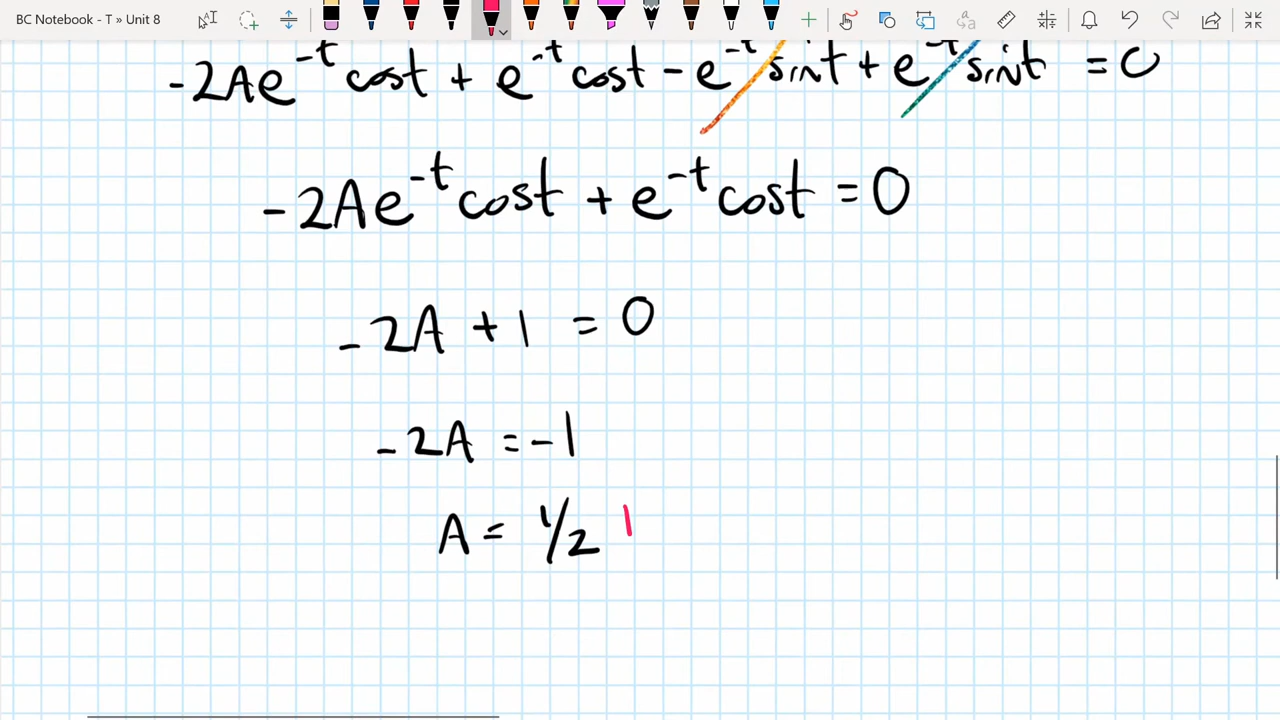 BC Notebook - T » Unit 8
-2Ae^{-t} cost + e^{-t} cost - e^{-t} sint + e^{-t} sint = 0
-2Ae^{-t} cost + e^{-t} cost = 0
-2A + 1 = 0
-2A = -1
A = 1/2